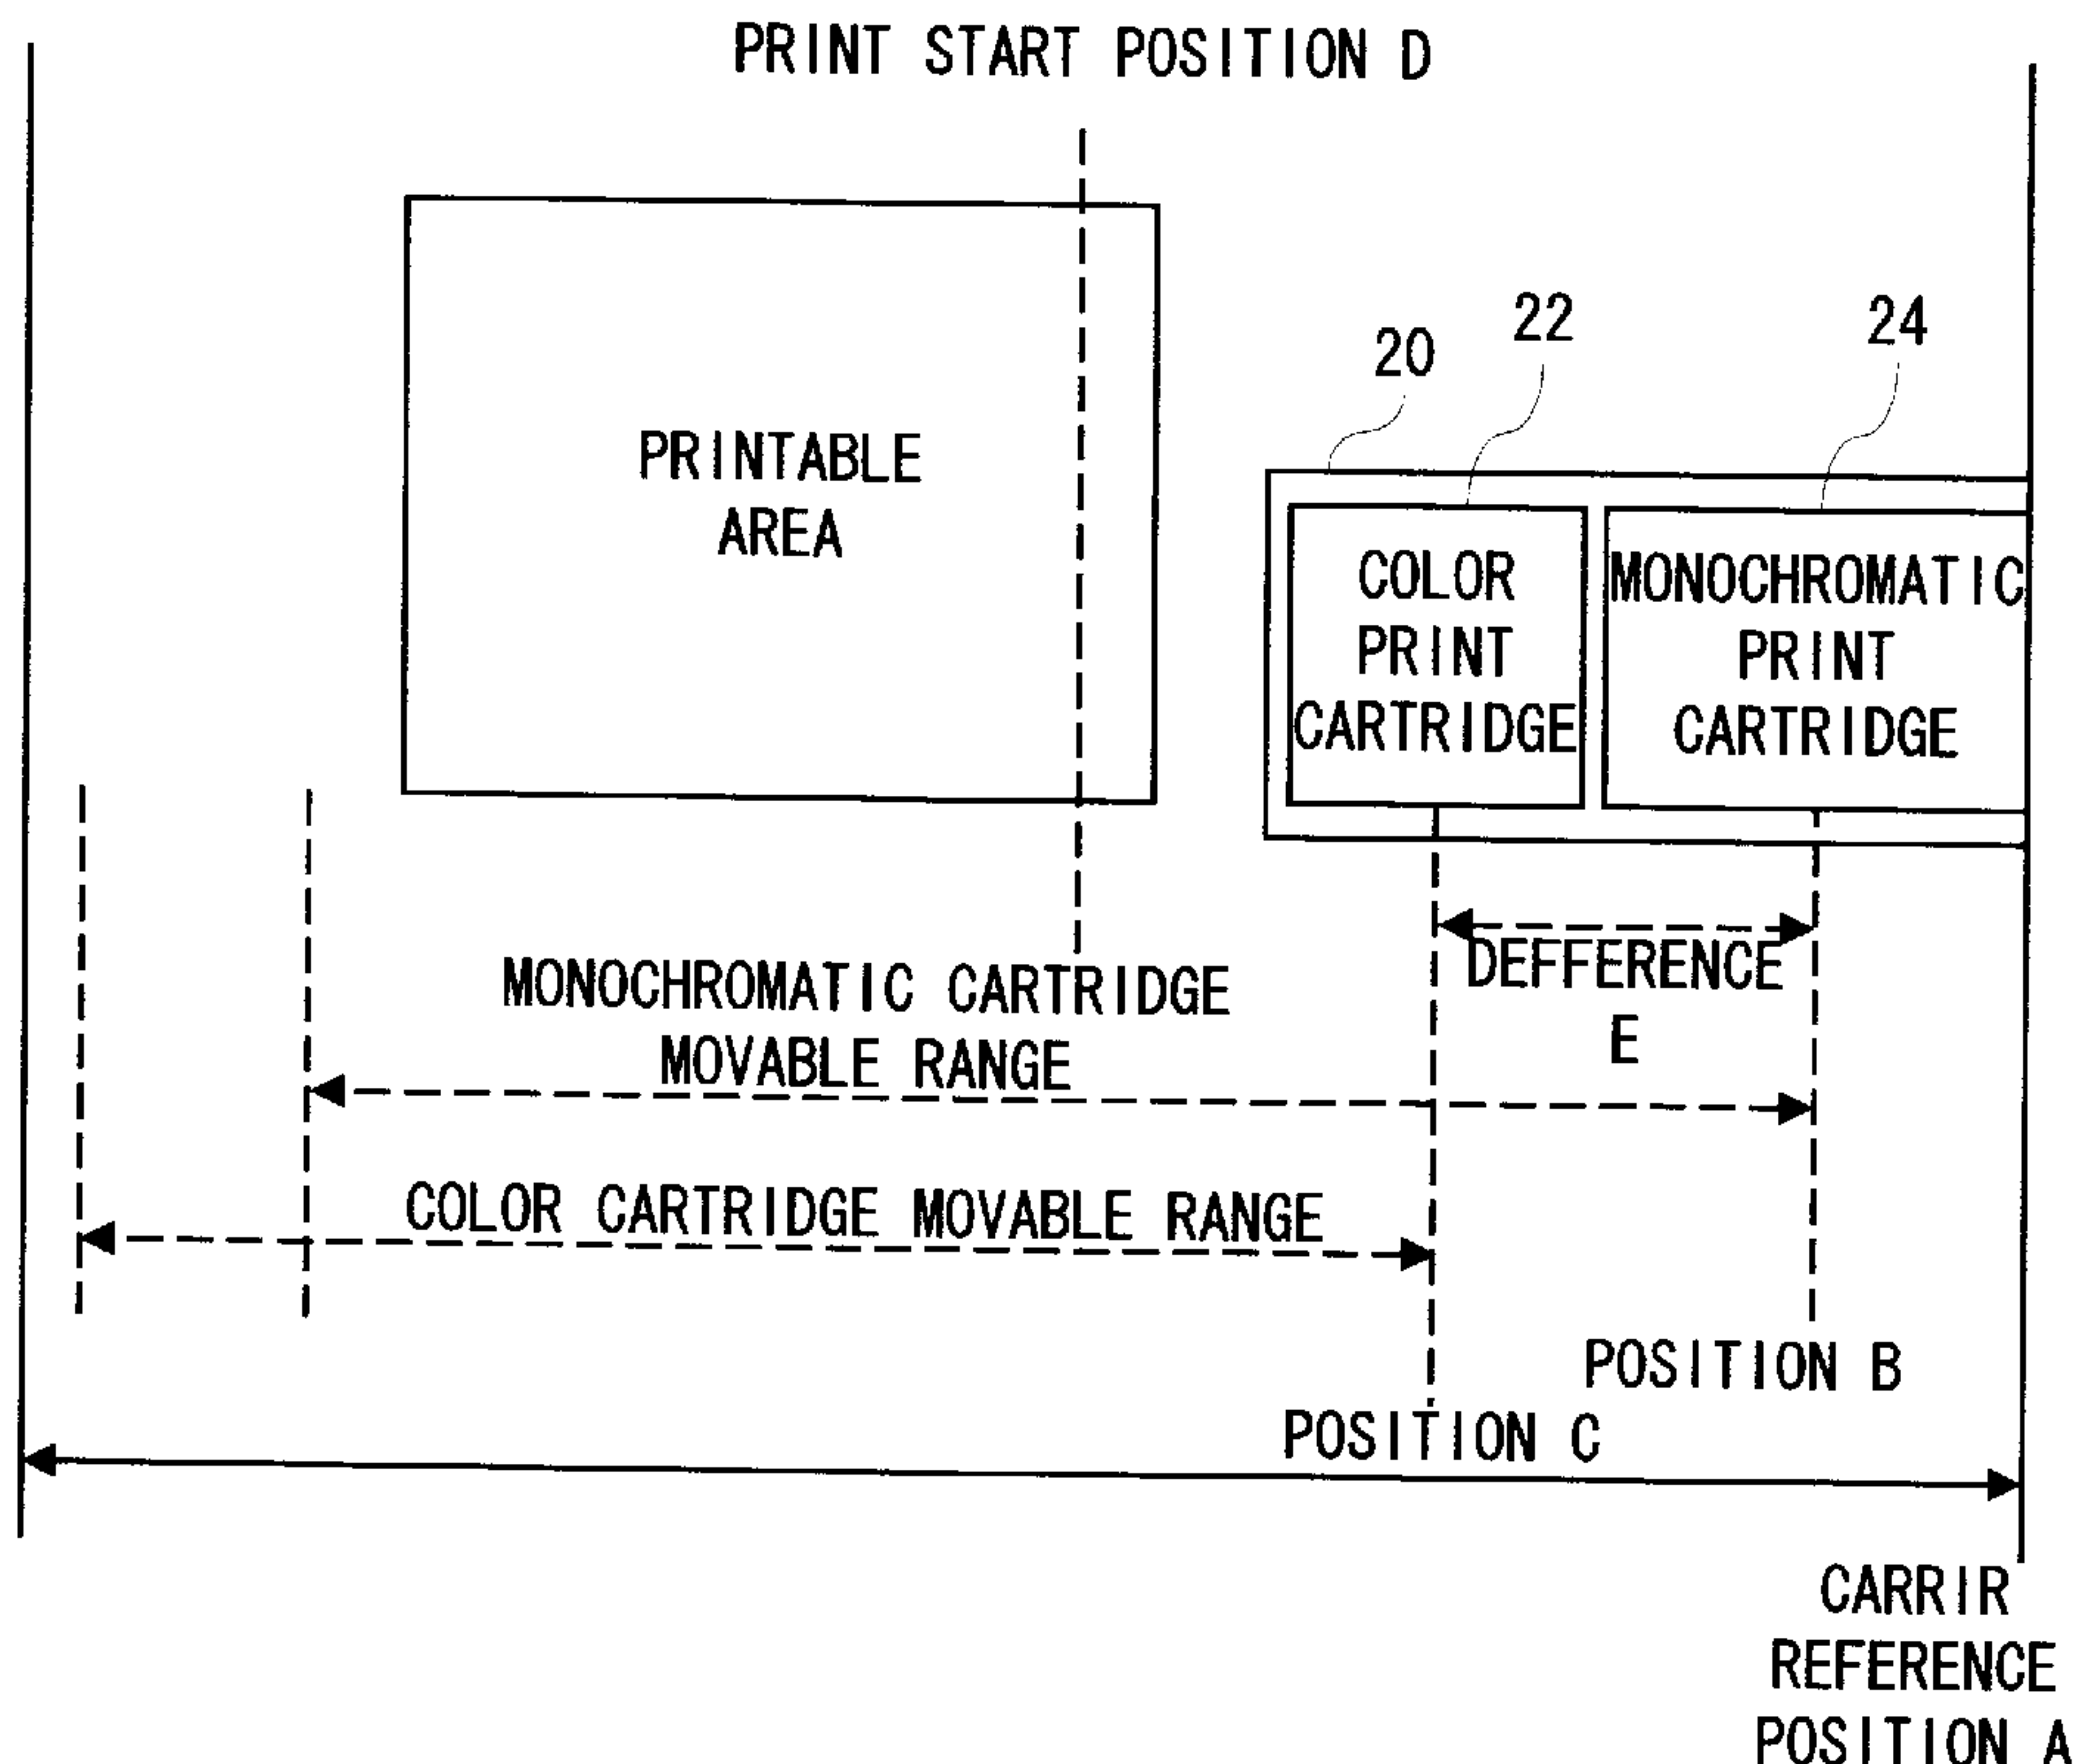 PRINT START POSITION D
PRINTABLE
AREA
20
22
24
COLOR
PRINT
CARTRIDGE
MONOCHROMATIC
PRINT
CARTRIDGE
DEFFERENCE
E
MONOCHROMATIC CARTRIDGE
MOVABLE RANGE
COLOR CARTRIDGE MOVABLE RANGE
POSITION B
POSITION C
CARRIR
REFERENCE
POSITION A